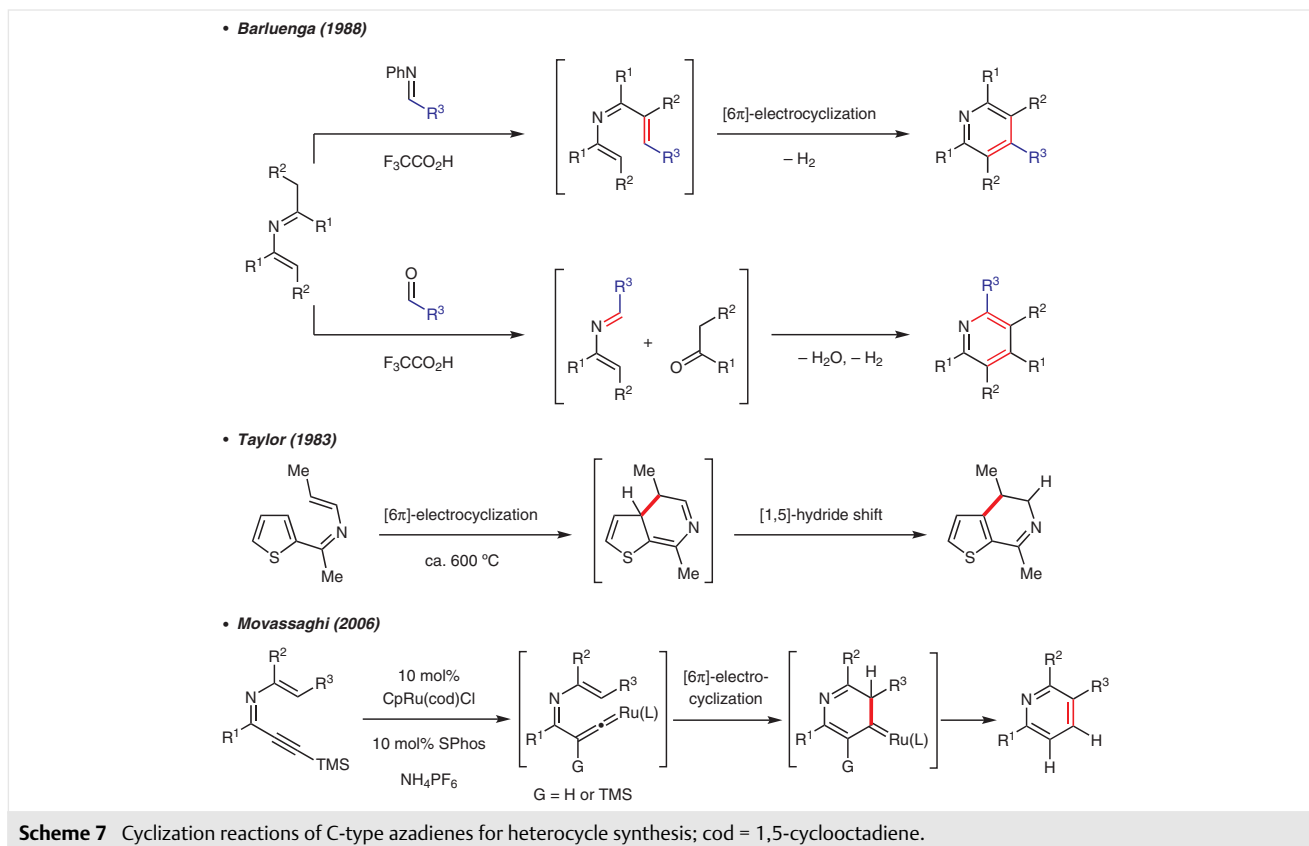 • Barluenga (1988)
PhN
R³
F₃CCO₂H
R¹
R²
N
R³
R¹
R²
[6π]-electrocyclization
– H₂
R¹
R²
N
R³
R¹
R²
R²
N
R¹
R¹
R²
O
R³
F₃CCO₂H
R³
N
R¹
R²
+
R²
O
R¹
– H₂O, – H₂
R³
R²
N
R¹
R¹
R²
• Taylor (1983)
Me
N
S
Me
[6π]-electrocyclization
ca. 600 ºC
Me
H
N
S
Me
[1,5]-hydride shift
Me
H
N
S
Me
• Movassaghi (2006)
R²
R³
N
R¹
TMS
10 mol%
CpRu(cod)Cl
10 mol% SPhos
NH₄PF₆
R²
R³
N
Ru(L)
R¹
G
G = H or TMS
[6π]-electro-
cyclization
R²
H
R³
N
R¹
Ru(L)
G
R²
R³
N
R¹
H
H
Scheme 7 Cyclization reactions of C-type azadienes for heterocycle synthesis; cod = 1,5-cyclooctadiene.